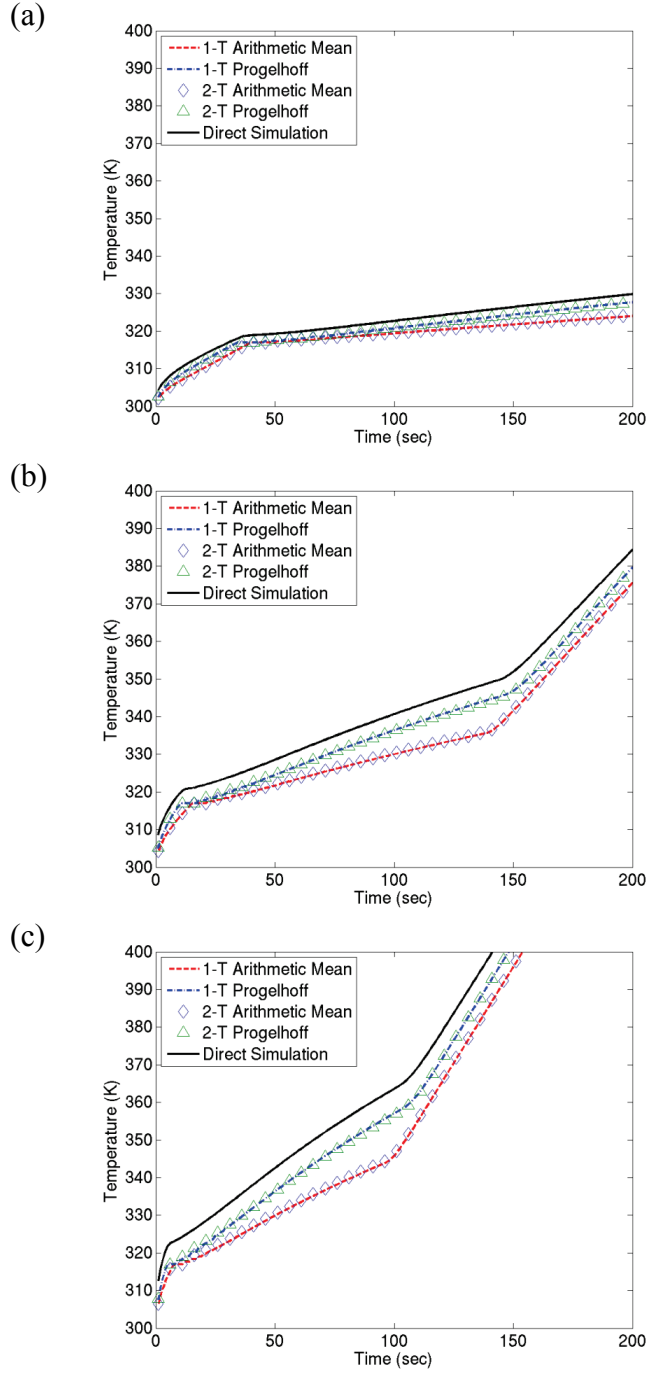 (a)
400
390
380
370
360
350
340
330
320
310
300
Temperature (K)
1-T Arithmetic Mean
1-T Progelhoff
2-T Arithmetic Mean
2-T Progelhoff
Direct Simulation
0
50
100
150
200
Time (sec)
(b)
400
390
380
370
360
350
340
330
320
310
300
Temperature (K)
1-T Arithmetic Mean
1-T Progelhoff
2-T Arithmetic Mean
2-T Progelhoff
Direct Simulation
0
50
100
150
200
Time (sec)
(c)
400
390
380
370
360
350
340
330
320
310
300
Temperature (K)
1-T Arithmetic Mean
1-T Progelhoff
2-T Arithmetic Mean
2-T Progelhoff
Direct Simulation
0
50
100
150
200
Time (sec)